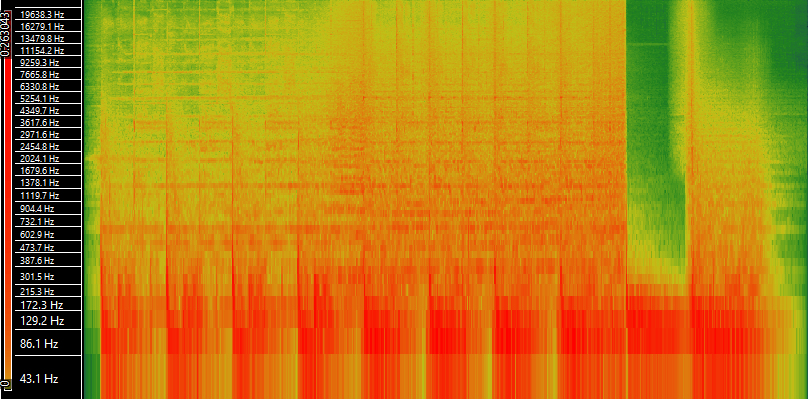 0.263043
0
19638.3 Hz
16279.1 Hz
13479.8 Hz
11154.2 Hz
9259.3 Hz
7665.8 Hz
6330.8 Hz
5254.1 Hz
4349.7 Hz
3617.6 Hz
2971.6 Hz
2454.8 Hz
2024.1 Hz
1679.6 Hz
1378.1 Hz
1119.7 Hz
904.4 Hz
732.1 Hz
602.9 Hz
473.7 Hz
387.6 Hz
301.5 Hz
215.3 Hz
172.3 Hz
129.2 Hz
86.1 Hz
43.1 Hz